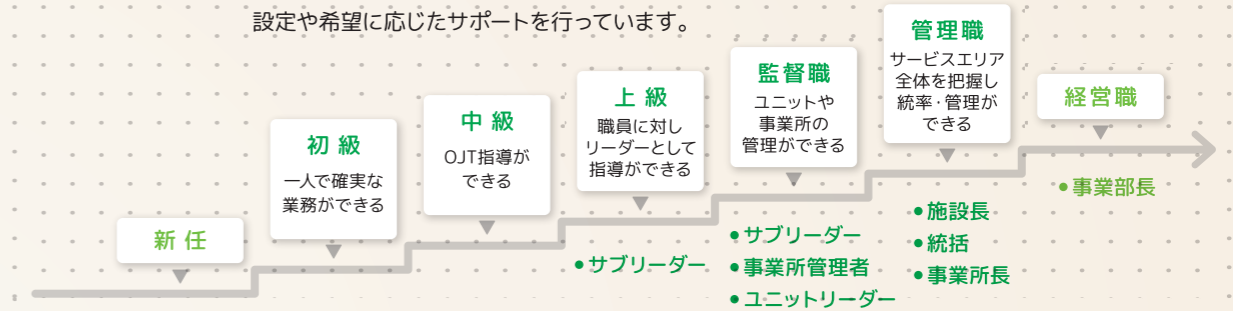 設定や希望に応じたサポートを行っています。
新任
初級
一人で確実な
業務ができる
中級
OJT指導が
できる
上級
職員に対し
リーダーとして
指導ができる
•サブリーダー
監督職
ユニットや
事業所の
管理ができる
•サブリーダー
•事業所管理者
•ユニットリーダー
管理職
サービスエリア
全体を把握し
統率・管理が
できる
•施設長
•統括
•事業所長
経営職
•事業部長